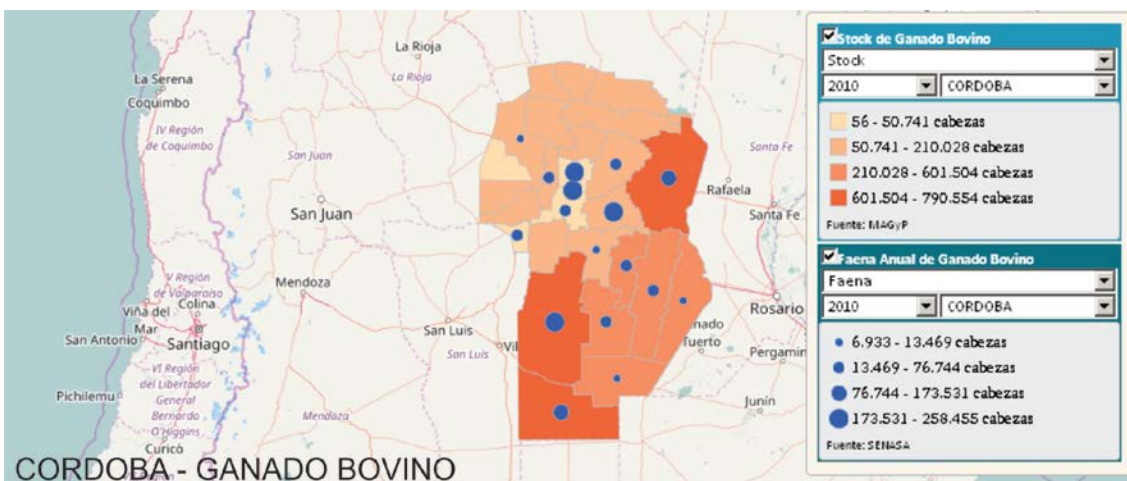 La Rioja
La Rioja
La Serena
Coquimbo
IV Región
de Coquimbo
San Juan
San Juan
Santa Fe
Rafaela
Santa Fe
Mendoza
V Región
de Valparaíso
Viña del
Mar
Colina
San Antonio
Santiago
San Luis
San Luis
Rosario
Tuerto
Pergamin
VI Región
del Libertador
General
Bernardo
O'Higgins
Pichilemu
Mendoza
Junín
Curicó
CORDOBA - GANADO BOVINO
Stock de Ganado Bovino
Stock
2010 CORDOBA
56 - 50.741 cabezas
50.741 - 210.028 cabezas
210.028 - 601.504 cabezas
601.504 - 790.554 cabezas
Fuente: MAGyP
Faena Anual de Ganado Bovino
Faena
2010 CORDOBA
6.933 - 13.469 cabezas
13.469 - 76.744 cabezas
76.744 - 173.531 cabezas
173.531 - 258.455 cabezas
Fuente: SENASA